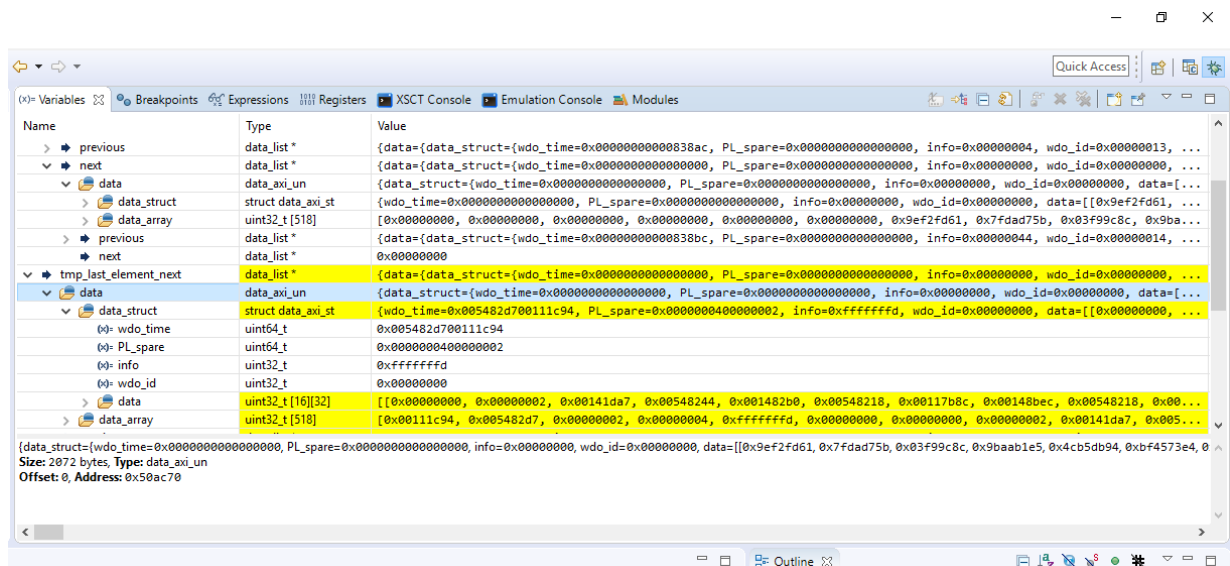 Quick Access
(x)= Variables Breakpoints Expressions Registers XSCT Console Emulation Console Modules
Name Type Value
previous data_list * {data={data_struct={wdo_time=0x00000000000838ac, PL_spare=0x0000000000000000, info=0x00000004, wdo_id=0x00000013, ...
next data_list * {data={data_struct={wdo_time=0x0000000000000000, PL_spare=0x0000000000000000, info=0x00000000, wdo_id=0x00000000, ...
data data_axi_un {data_struct={wdo_time=0x0000000000000000, PL_spare=0x0000000000000000, info=0x00000000, wdo_id=0x00000000, data=[...
data_struct struct data_axi_st {wdo_time=0x0000000000000000, PL_spare=0x0000000000000000, info=0x00000000, wdo_id=0x00000000, data=[[0x9ef2fd61, ...
data_array uint32_t [518] [0x00000000, 0x00000000, 0x00000000, 0x00000000, 0x00000000, 0x00000000, 0x9ef2fd61, 0x7fdad75b, 0x03f99c8c, 0x9ba...
previous data_list * {data={data_struct={wdo_time=0x00000000000838bc, PL_spare=0x0000000000000000, info=0x00000044, wdo_id=0x00000014, ...
next data_list * 0x00000000
tmp_last_element_next data_list * {data={data_struct={wdo_time=0x0000000000000000, PL_spare=0x0000000000000000, info=0x00000000, wdo_id=0x00000000, ...
data data_axi_un {data_struct={wdo_time=0x0000000000000000, PL_spare=0x0000000000000000, info=0x00000000, wdo_id=0x00000000, data=[...
data_struct struct data_axi_st {wdo_time=0x005482d700111c94, PL_spare=0x0000000400000002, info=0xfffffffd, wdo_id=0x00000000, data=[[0x00000000, ...
(x)= wdo_time uint64_t 0x005482d700111c94
(x)= PL_spare uint64_t 0x0000000400000002
(x)= info uint32_t 0xfffffffd
(x)= wdo_id uint32_t 0x00000000
data uint32_t [16][32] [[0x00000000, 0x00000002, 0x00141da7, 0x00548244, 0x001482b0, 0x00548218, 0x00117b8c, 0x00148bec, 0x00548218, 0x00...
data_array uint32_t [518] [0x00111c94, 0x005482d7, 0x00000002, 0x00000004, 0xfffffffd, 0x00000000, 0x00000000, 0x00000002, 0x00141da7, 0x005...
{data_struct={wdo_time=0x0000000000000000, PL_spare=0x0000000000000000, info=0x00000000, wdo_id=0x00000000, data=[[0x9ef2fd61, 0x7fdad75b, 0x03f99c8c, 0x9baab1e5, 0x4cb5db94, 0xbf4573e4, 0
Size: 2072 bytes, Type: data_axi_un
Offset: 0, Address: 0x50ac70
Outline